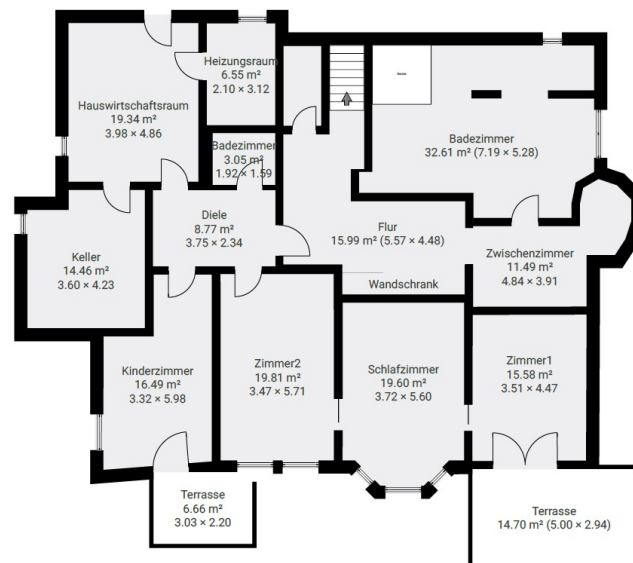 Heizungsraum
6.55 m²
2.10 × 3.12
Hauswirtschaftsraum
19.34 m²
3.98 × 4.86
Badezimmer
3.05 m²
1.92 × 1.59
Badezimmer
32.61 m² (7.19 × 5.28)
Diele
8.77 m²
3.75 × 2.34
Flur
15.99 m² (5.57 × 4.48)
Keller
14.46 m²
3.60 × 4.23
Zwischenzimmer
11.49 m²
4.84 × 3.91
Wandschrank
Kinderzimmer
16.49 m²
3.32 × 5.98
Zimmer2
19.81 m²
3.47 × 5.71
Schlafzimmer
19.60 m²
3.72 × 5.60
Zimmer1
15.58 m²
3.51 × 4.47
Terrasse
6.66 m²
3.03 × 2.20
Terrasse
14.70 m² (5.00 × 2.94)